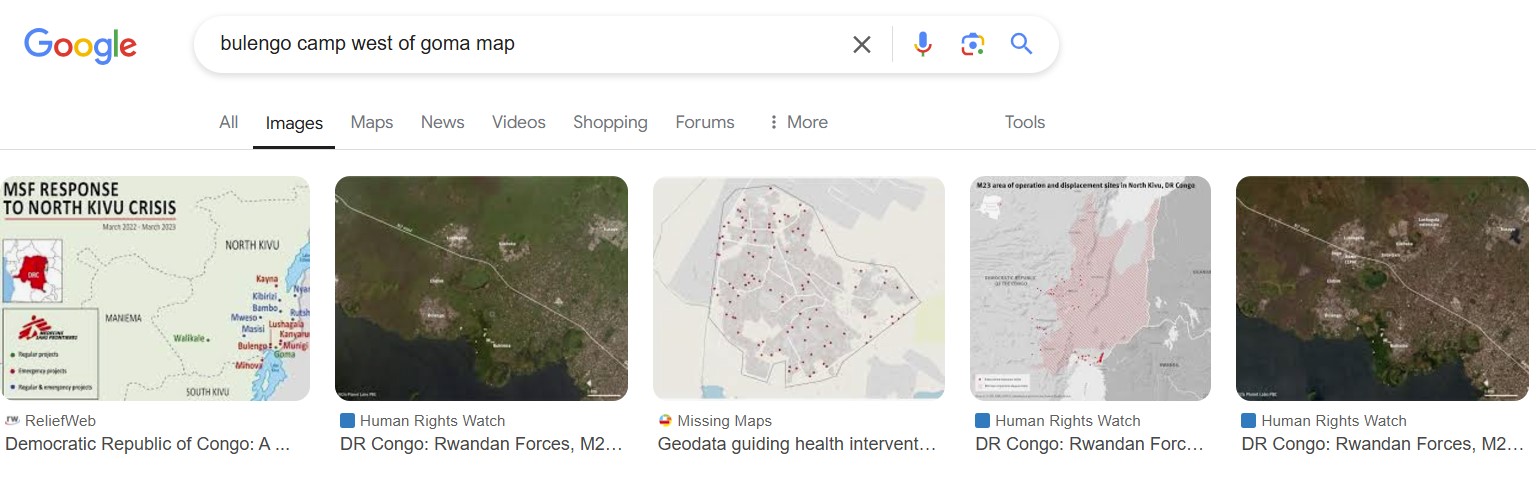 Google
bulengo camp west of goma map
All Images Maps News Videos Shopping Forums More Tools
MSF RESPONSE
TO NORTH KIVU CRISIS
March 2022 - March 2023
NORTH KIVU
DRC
MANIEMA
Kayna
Kibirizi
Bambo
Mweso
Masisi
Lushagala
Walikale
Bulengo
Munigi
Goma
Minova
SOUTH KIVU
Regular projects
Emergency projects
Regular & emergency projects
M23 area of operation and displacement sites in North Kivu, DR Congo
ReliefWeb
Democratic Republic of Congo: A ...
Human Rights Watch
DR Congo: Rwandan Forces, M2...
Missing Maps
Geodata guiding health intervent...
Human Rights Watch
DR Congo: Rwandan Forc...
Human Rights Watch
DR Congo: Rwandan Forces, M2...